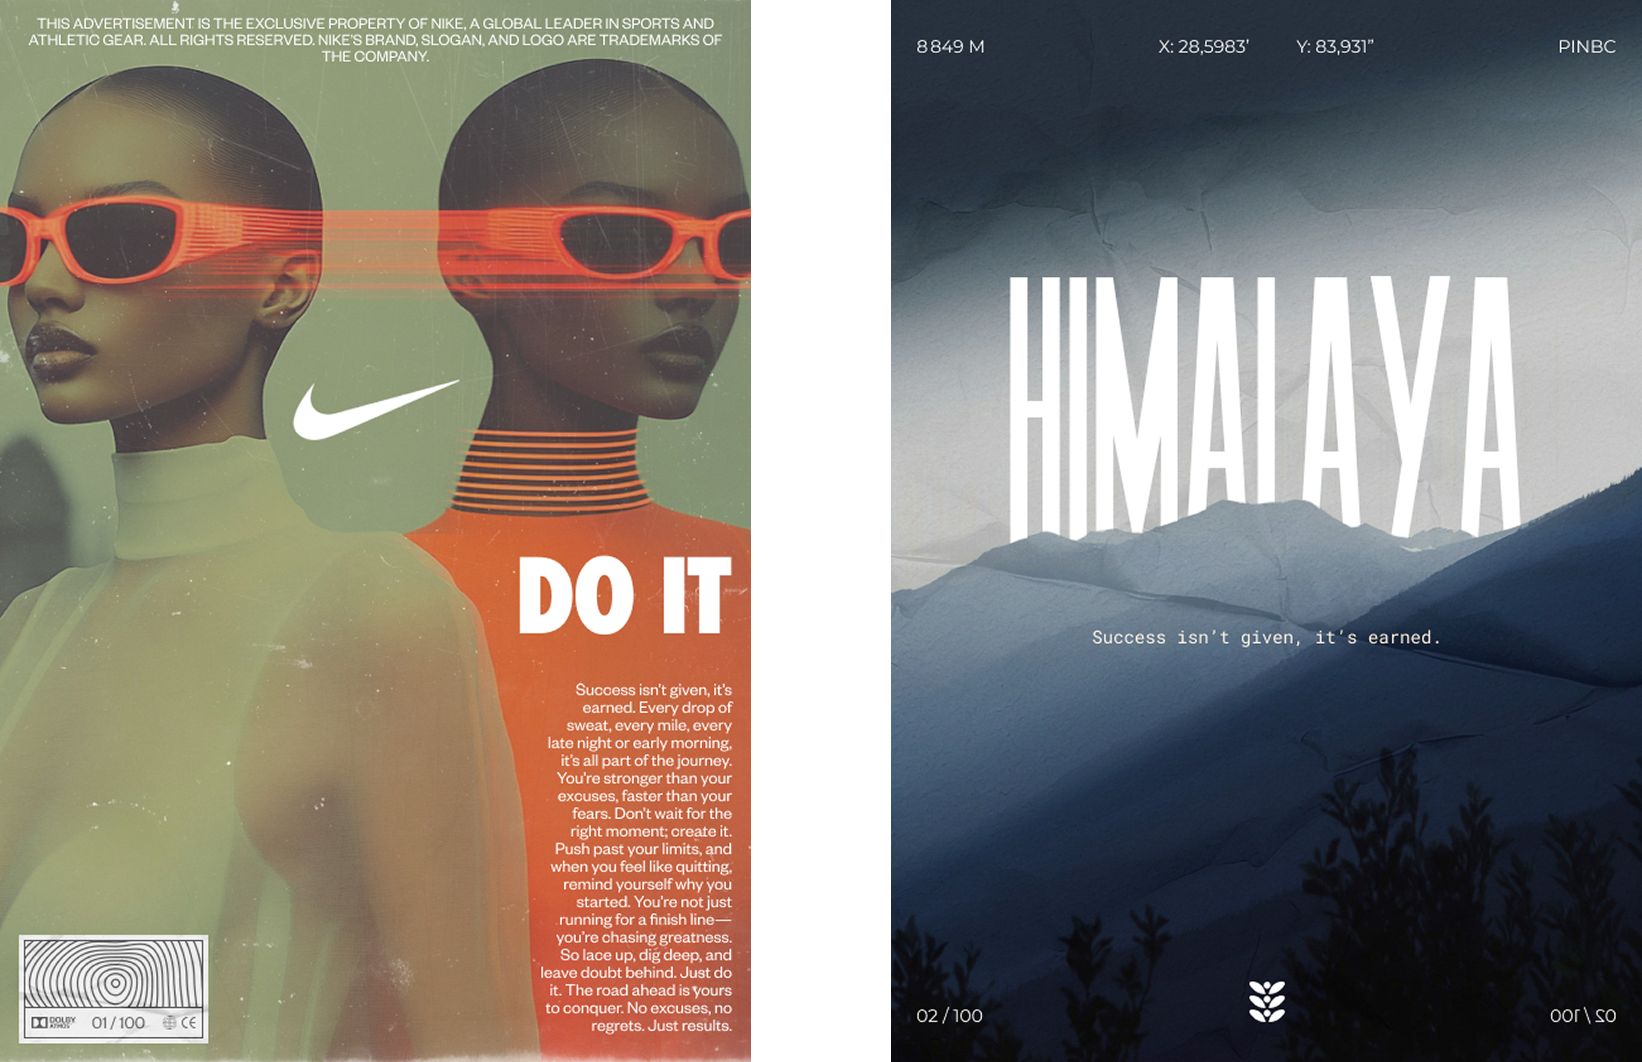 THIS ADVERTISEMENT IS THE EXCLUSIVE PROPERTY OF NIKE, A GLOBAL LEADER IN SPORTS AND
ATHLETIC GEAR. ALL RIGHTS RESERVED. NIKE'S BRAND, SLOGAN, AND LOGO ARE TRADEMARKS OF
THE COMPANY.
DO IT
Success isn't given, it's
earned. Every drop of
sweat, every mile, every
late night or early morning,
it's all part of the journey.
You're stronger than your
excuses, faster than your
fears. Don't wait for the
right moment; create it.
Push past your limits, and
when you feel like quitting,
remind yourself why you
started. You're not just
running for a finish line—
you're chasing greatness.
So lace up, dig deep, and
leave doubt behind. Just do
it. The road ahead is yours
to conquer. No excuses, no
regrets. Just results.
DOLBY
ATMOS
01 / 100
CE
8 849 M
X: 28,5983’
Y: 83,931”
PINBC
HIMALAYA
Success isn’t given, it’s earned.
02 / 100
02 / 100